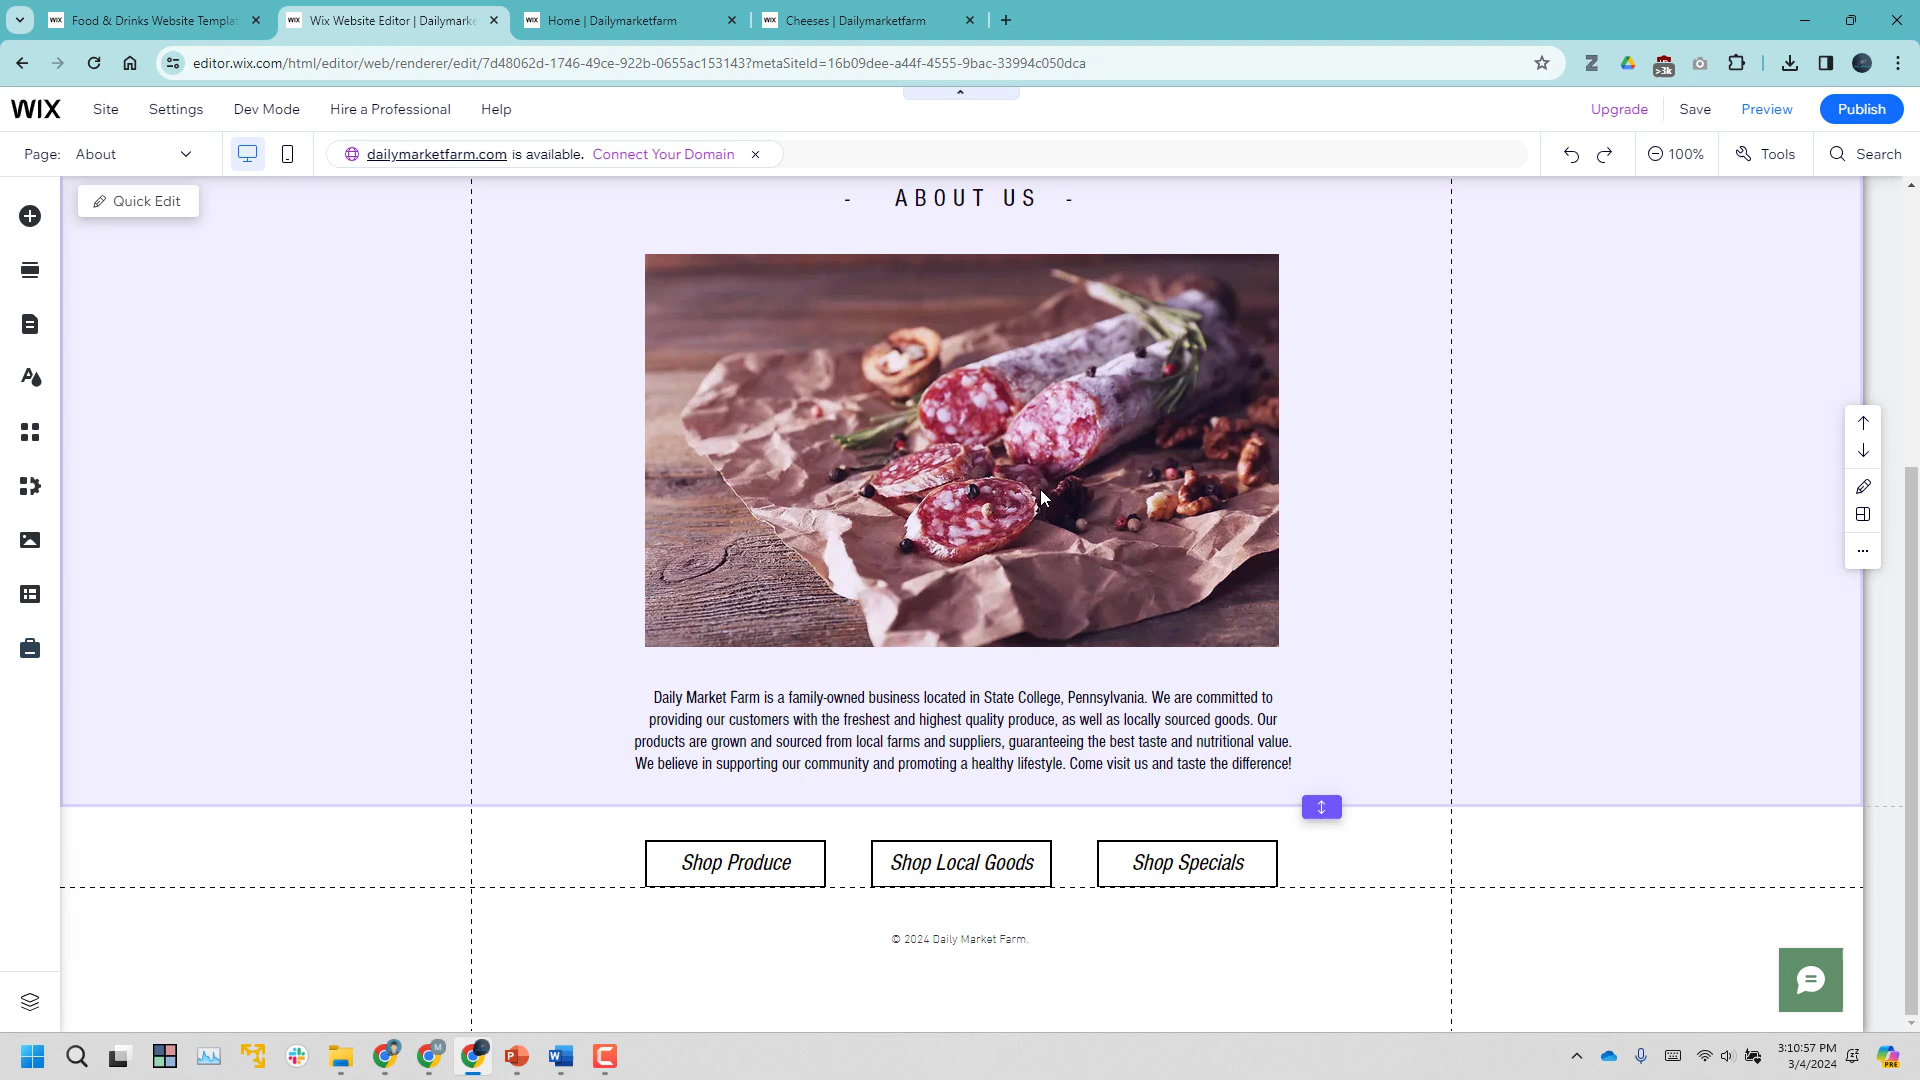 WIX Food & Drinks Website Templa
WIX Wix Website Editor | Dailymarke
WIX Home | Dailymarketfarm
WIX Cheeses | Dailymarketfarm
editor.wix.com/html/editor/web/renderer/edit/7d48062d-1746-49ce-922b-0655ac153143?metaSiteId=16b09dee-a44f-4555-9bac-33994c050dca
>3k
WIX Site Settings Dev Mode Hire a Professional Help Upgrade Save Preview Publish
Page: About dailymarketfarm.com is available. Connect Your Domain 100% Tools Search
Quick Edit
- ABOUT US -
Daily Market Farm is a family-owned business located in State College, Pennsylvania. We are committed to
providing our customers with the freshest and highest quality produce, as well as locally sourced goods. Our
products are grown and sourced from local farms and suppliers, guaranteeing the best taste and nutritional value.
We believe in supporting our community and promoting a healthy lifestyle. Come visit us and taste the difference!
Shop Produce Shop Local Goods Shop Specials
© 2024 Daily Market Farm.
3:10:57 PM
3/4/2024
PRE